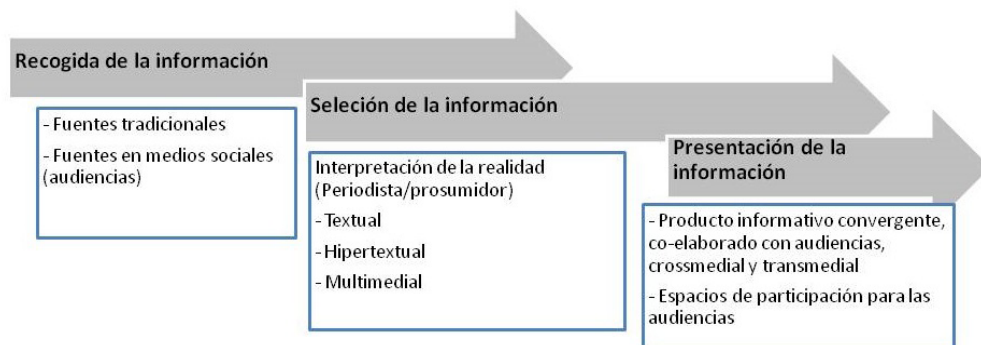 Recogida de la información
- Fuentes tradicionales
- Fuentes en medios sociales
(audiencias)
Seleción de la información
Interpretación de la realidad
(Periodista/prosumidor)
- Textual
- Hipertextual
- Multimedial
Presentación de la
información
- Producto informativo convergente,
co-elaborado con audiencias,
crossmedial y transmedial
- Espacios de participación para las
audiencias